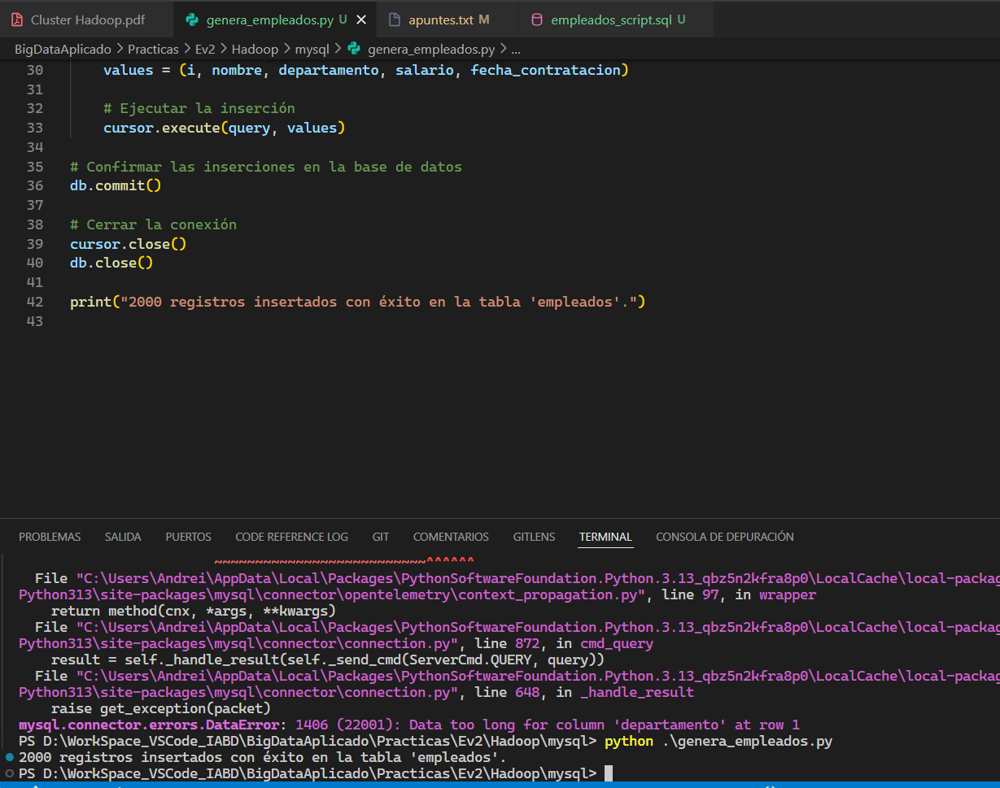 Cluster Hadoop.pdf genera_empleados.py U apuntes.txt M empleados_script.sql U
BigDataAplicado > Practicas > Ev2 > Hadoop > mysql > genera_empleados.py > ...
30 values = (i, nombre, departamento, salario, fecha_contratacion)
31
32 # Ejecutar la inserción
33 cursor.execute(query, values)
34
35 # Confirmar las inserciones en la base de datos
36 db.commit()
37
38 # Cerrar la conexión
39 cursor.close()
40 db.close()
41
42 print("2000 registros insertados con éxito en la tabla 'empleados'.")
43
PROBLEMAS SALIDA PUERTOS CODE REFERENCE LOG GIT COMENTARIOS GITLENS TERMINAL CONSOLA DE DEPURACIÓN
~~~~~~~~~~~~~~~~~~~~~~~~~~^^^^^^
File "C:\Users\Andrei\AppData\Local\Packages\PythonSoftwareFoundation.Python.3.13_qbz5n2kfra8p0\LocalCache\local-packag
Python313\site-packages\mysql\connector\opentelemetry\context_propagation.py", line 97, in wrapper
return method(cnx, *args, **kwargs)
File "C:\Users\Andrei\AppData\Local\Packages\PythonSoftwareFoundation.Python.3.13_qbz5n2kfra8p0\LocalCache\local-packag
Python313\site-packages\mysql\connector\connection.py", line 872, in cmd_query
result = self._handle_result(self._send_cmd(ServerCmd.QUERY, query))
File "C:\Users\Andrei\AppData\Local\Packages\PythonSoftwareFoundation.Python.3.13_qbz5n2kfra8p0\LocalCache\local-packag
Python313\site-packages\mysql\connector\connection.py", line 648, in _handle_result
raise get_exception(packet)
mysql.connector.errors.DataError: 1406 (22001): Data too long for column 'departamento' at row 1
PS D:\WorkSpace_VSCode_IABD\BigDataAplicado\Practicas\Ev2\Hadoop\mysql> python .\genera_empleados.py
2000 registros insertados con éxito en la tabla 'empleados'.
PS D:\WorkSpace_VSCode_IABD\BigDataAplicado\Practicas\Ev2\Hadoop\mysql>